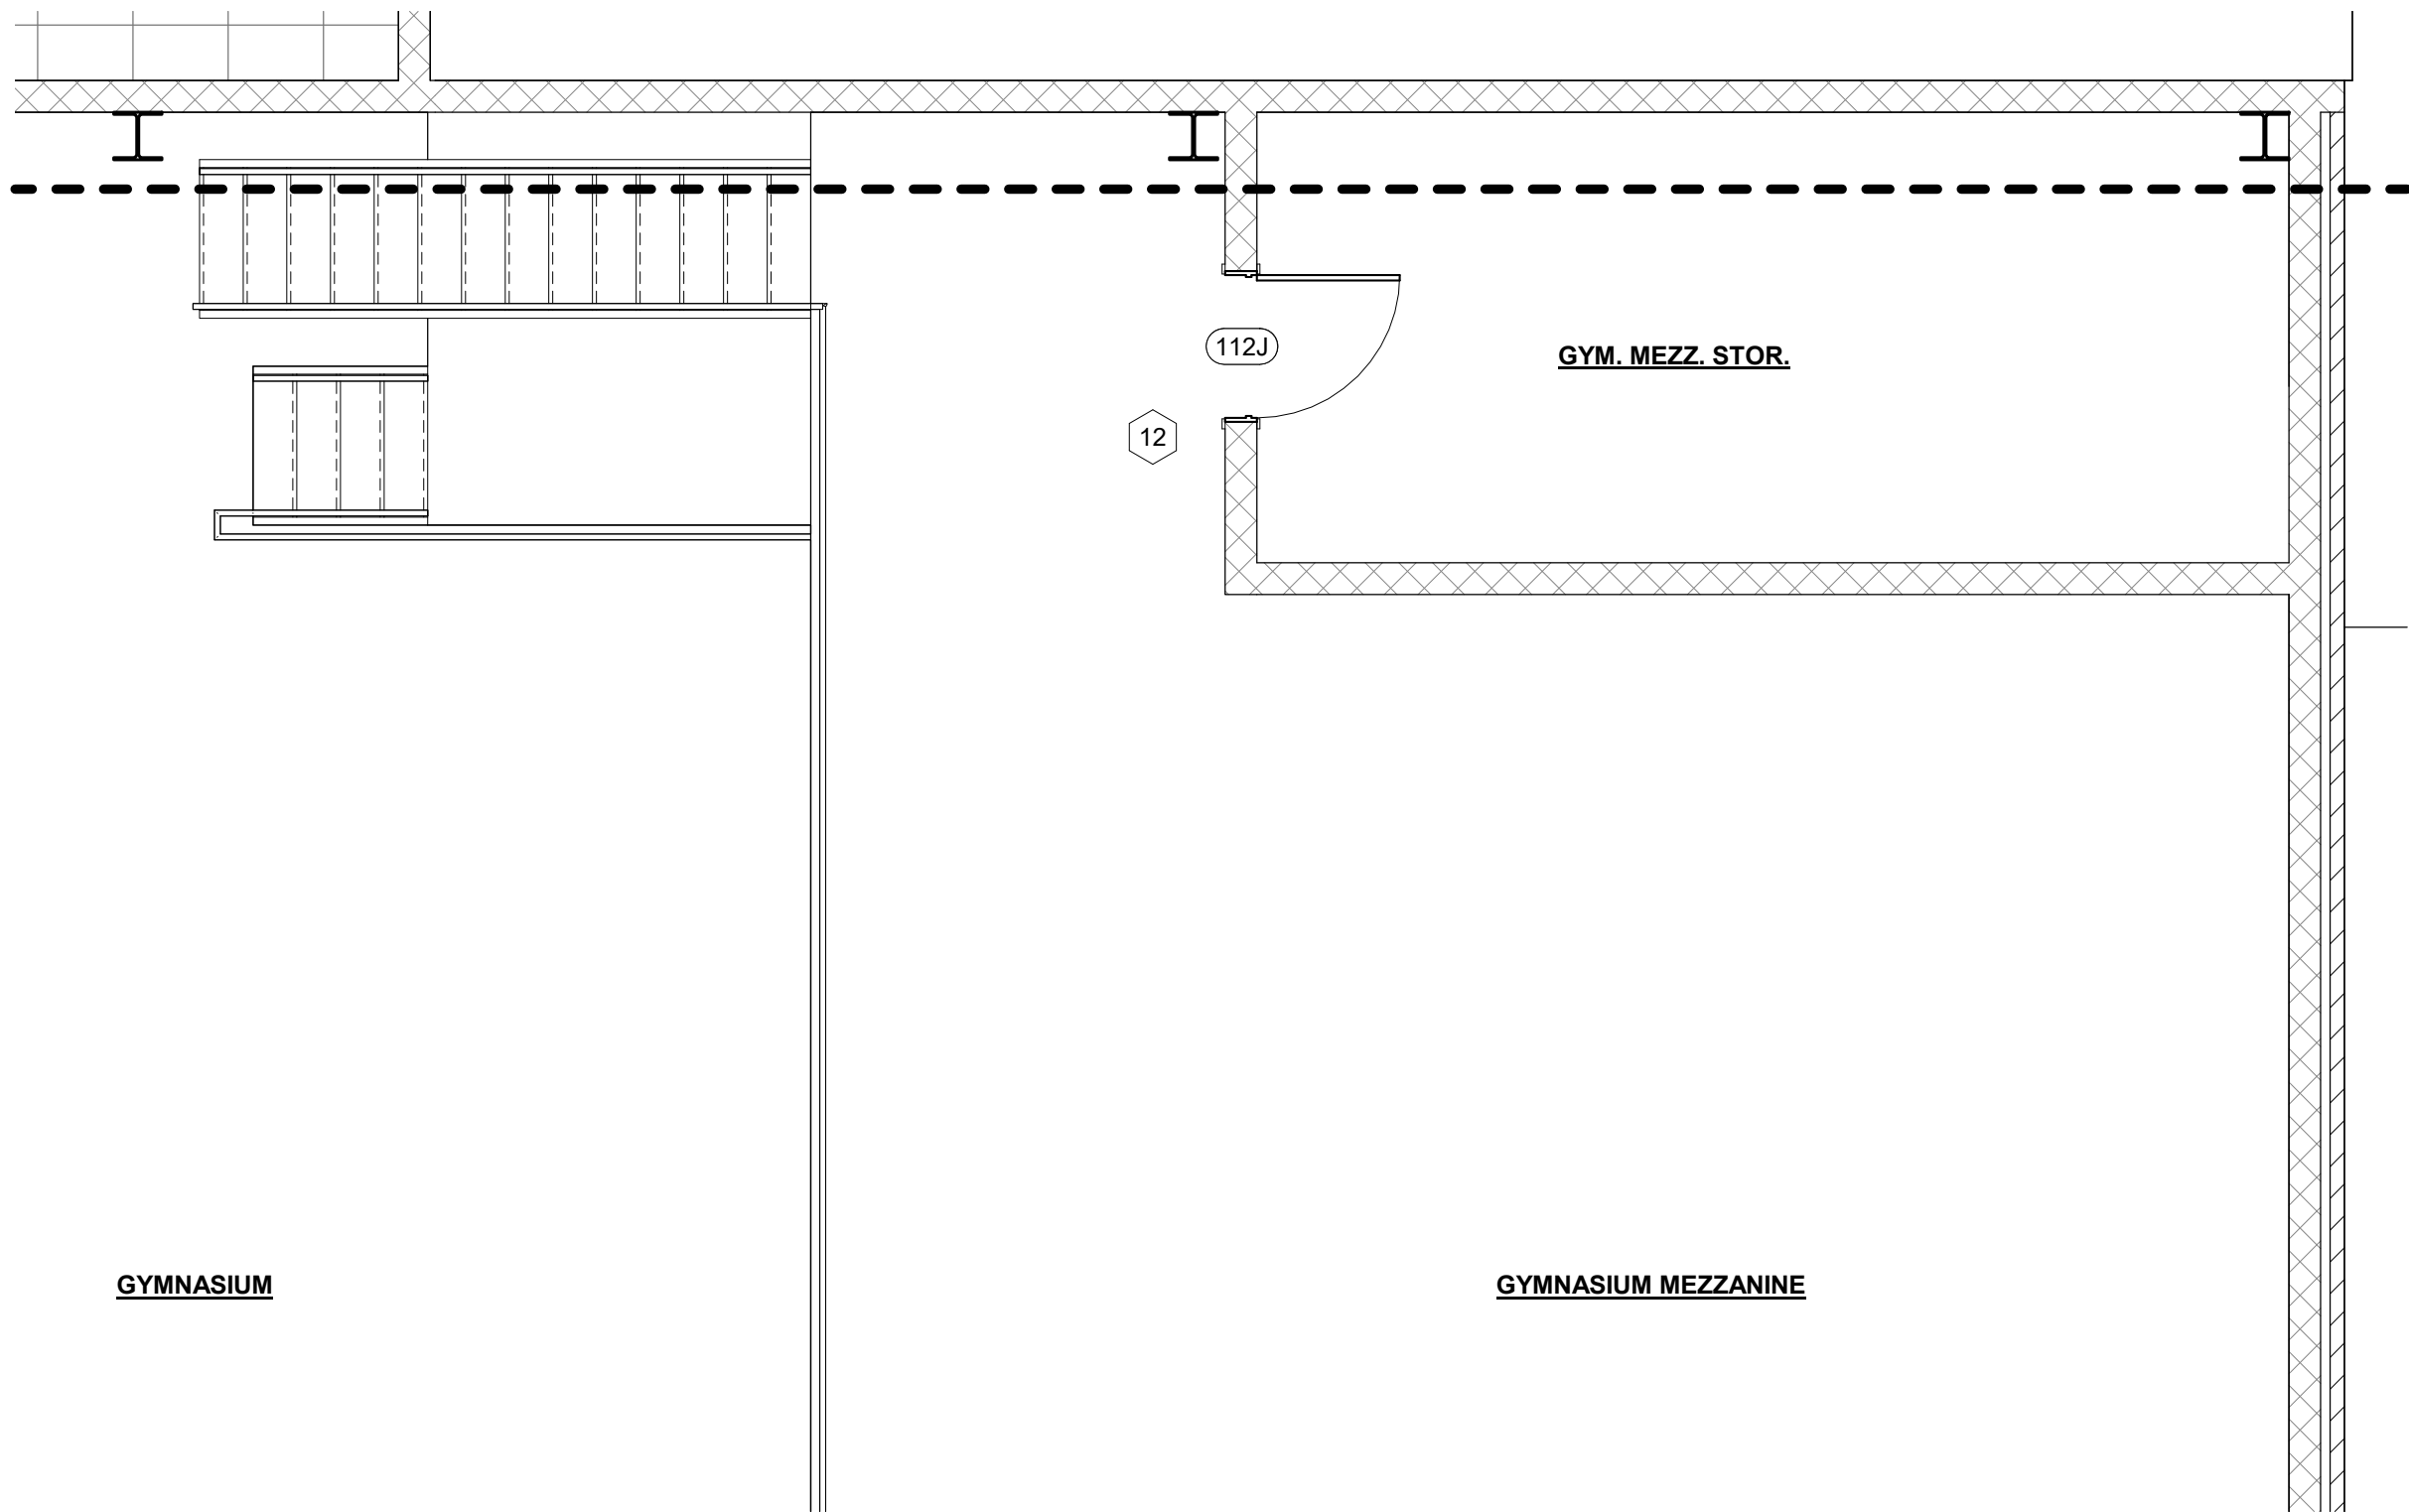 112J
GYM. MEZZ. STOR.
12
GYMNASIUM
GYMNASIUM MEZZANINE